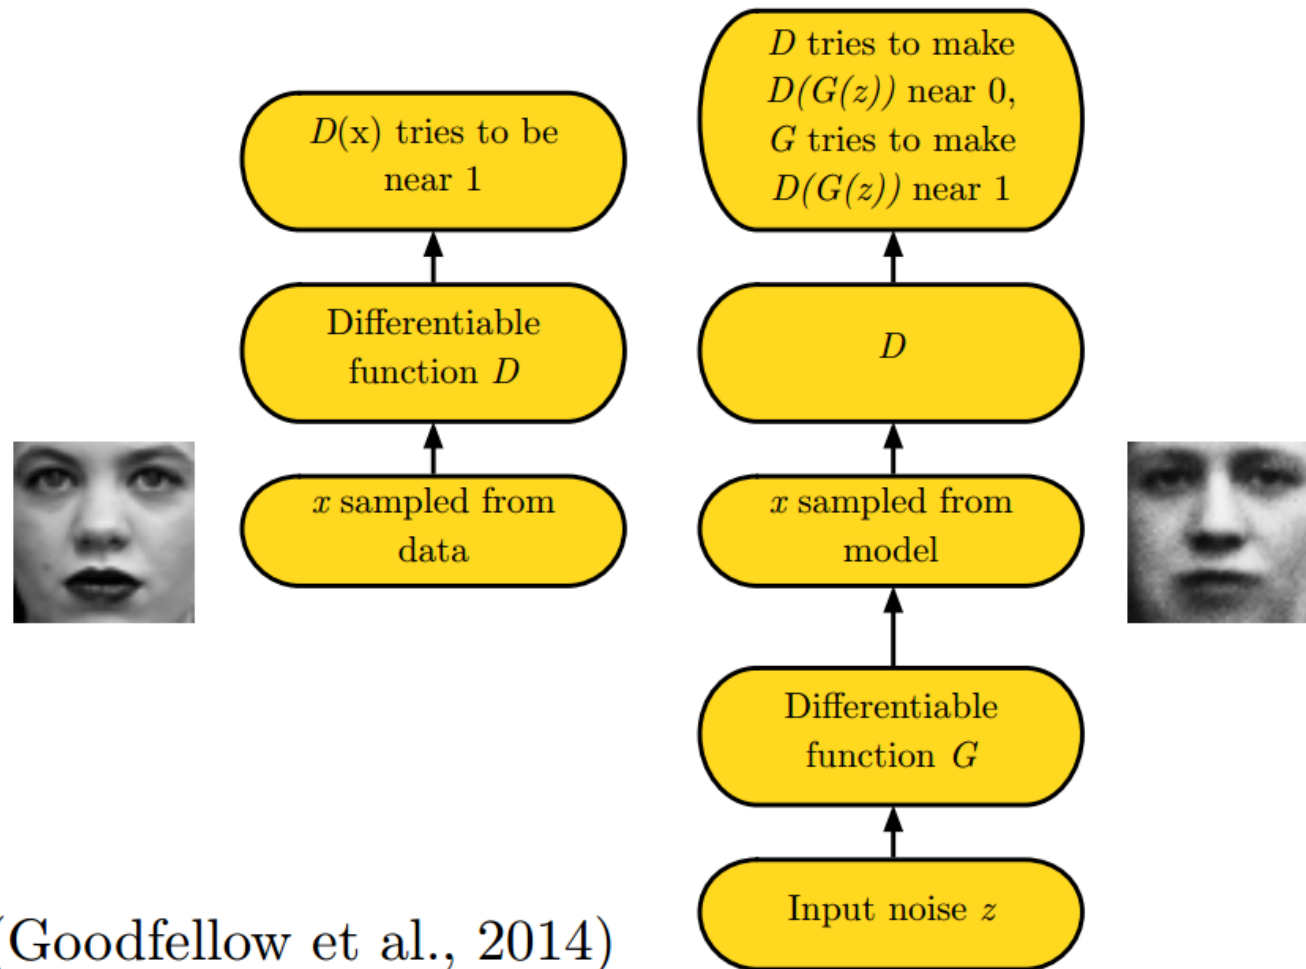 D(x) tries to be
near 1
Differentiable
function D
x sampled from
data
D tries to make
D(G(z)) near 0,
G tries to make
D(G(z)) near 1
D
x sampled from
model
Differentiable
function G
Input noise z
(Goodfellow et al., 2014)